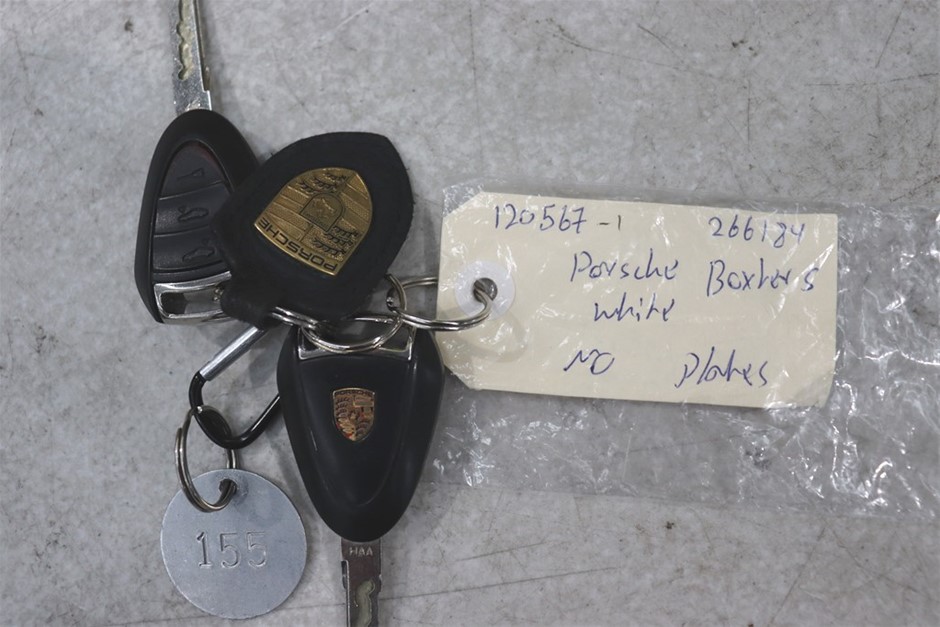 120567-1 266184
Porsche Boxter S
white
NO Plates
PORSCHE
155
HAA